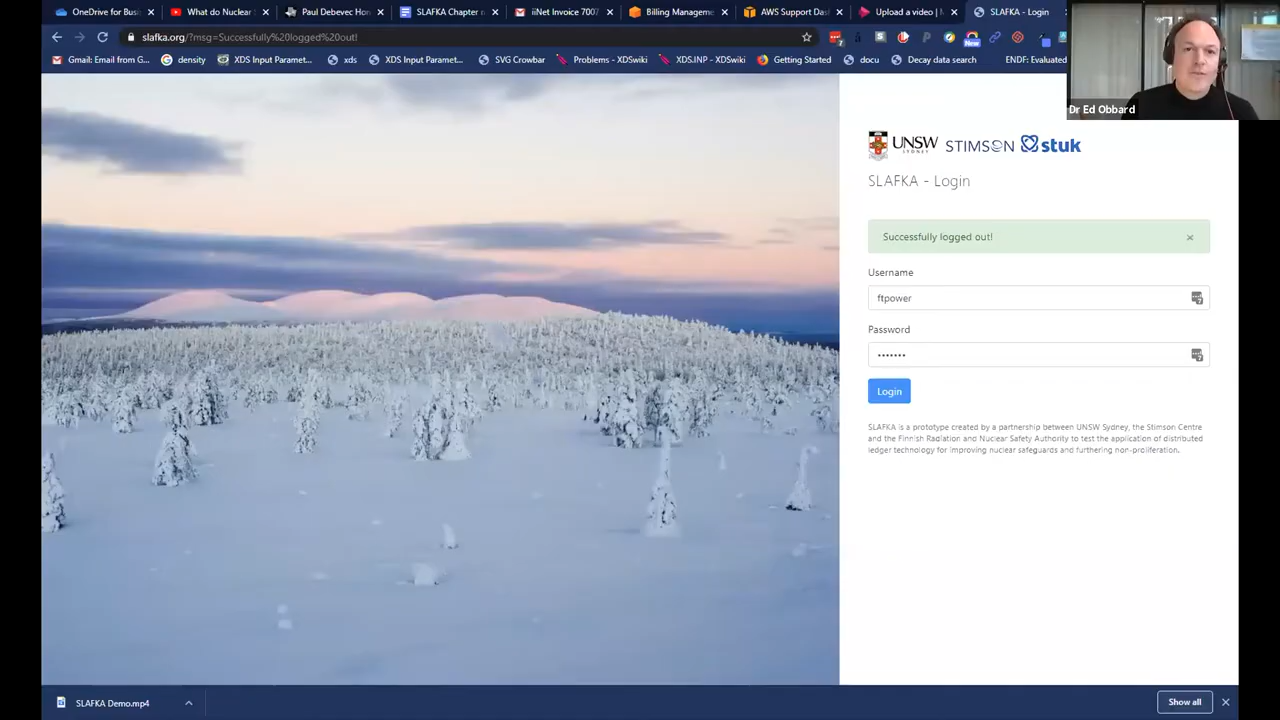 OneDrive for Busi
What do Nuclear
Paul Debevec Hon
SLAFKA Chapter r
iiNet Invoice 7007
Billing Manageme
AWS Support Das
Upload a video | M
SLAFKA - Login
slafka.org/?msg=Successfully%20logged%20out!
New
Gmail: Email from G...
density
XDS Input Paramet...
xds
XDS Input Paramet...
SVG Crowbar
Problems - XDSwiki
XDS.INP - XDSwiki
Getting Started
docu
Decay data search
ENDF: Evaluated
Dr Ed Obbard
UNSW
SYDNEY
STIMSON
stuk
SLAFKA - Login
Successfully logged out!
×
Username
ftpower
Password
•••••••
Login
SLAFKA is a prototype created by a partnership between UNSW Sydney, the Stimson Centre
and the Finnish Radiation and Nuclear Safety Authority to test the application of distributed
ledger technology for improving nuclear safeguards and furthering non-proliferation.
SLAFKA Demo.mp4
Show all